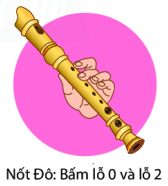 Nốt Đô: Bấm lỗ 0 và lỗ 2